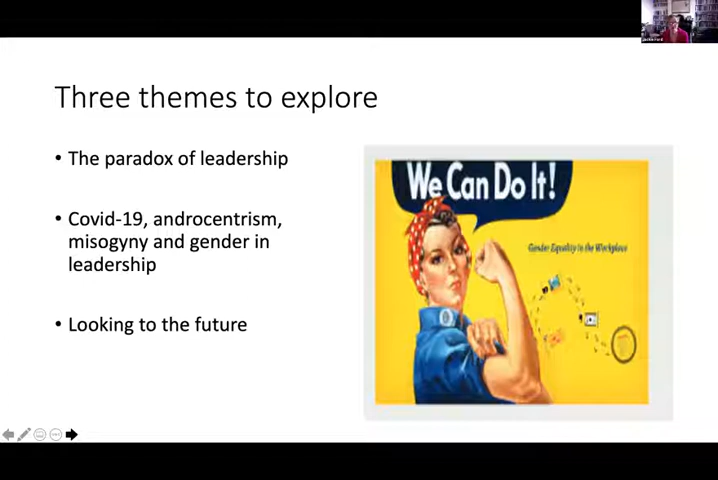 Three themes to explore
• The paradox of leadership
• Covid-19, androcentrism,
misogyny and gender in
leadership
• Looking to the future
We Can Do It!
Gender Equality in the Workplace